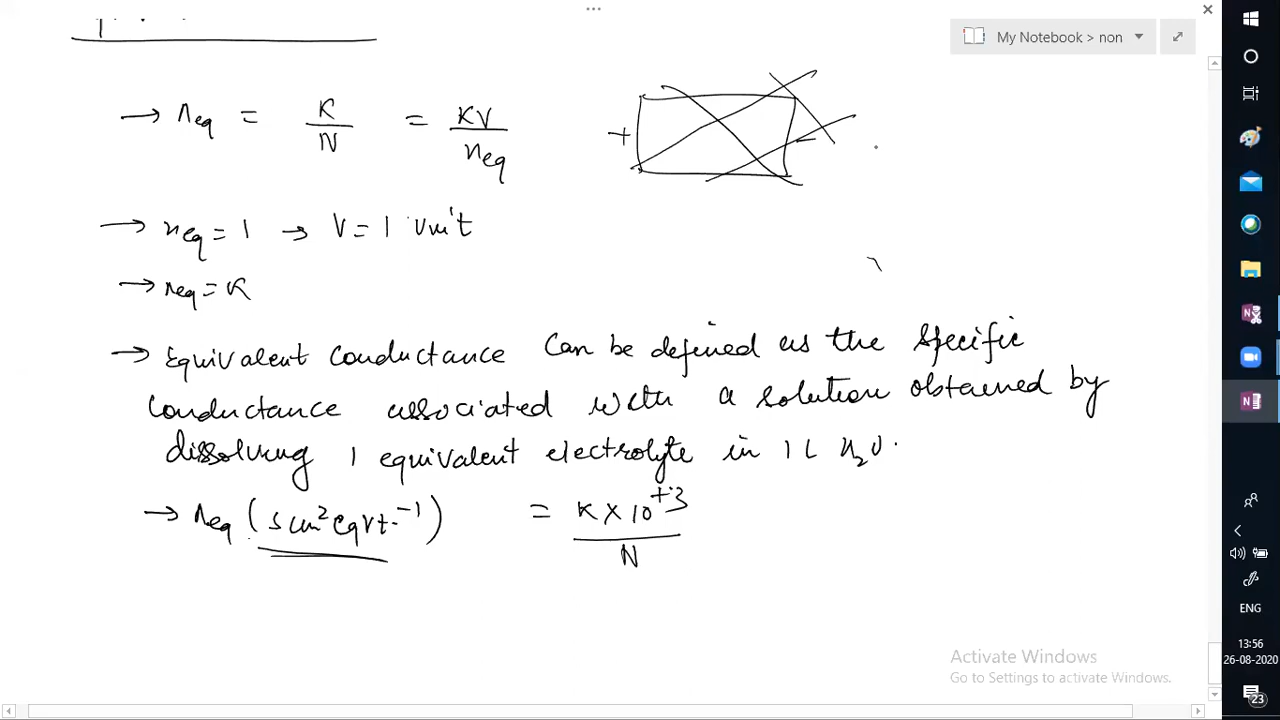 My Notebook > non
→ Λeq = K/N = KV/neq
+ −
→ neq = 1 → V = 1 Unit
→ Λeq = K
→ Equivalent conductance can be defined as the specific
conductance associated with a solution obtained by
dissolving 1 equivalent electrolyte in 1 L H₂O.
→ Λeq (S cm² eqvt.⁻¹) = K × 10⁺³/N
Activate Windows
Go to Settings to activate Windows.
ENG
13:56
26-08-2020
23